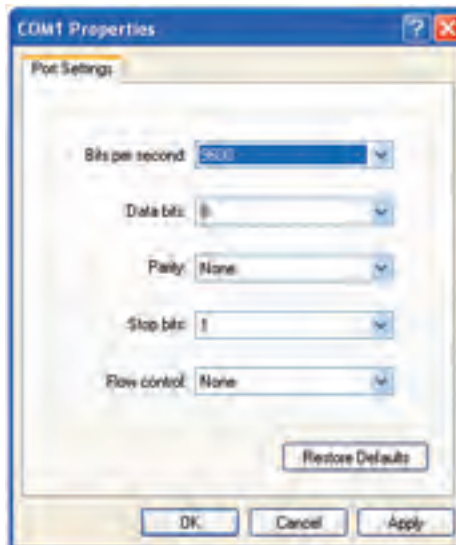 COM1 Properties
Port Settings
Bits per second: 9600
Data bits: 8
Parity: None
Stop bits: 1
Flow control: None
Restore Defaults
OK Cancel Apply